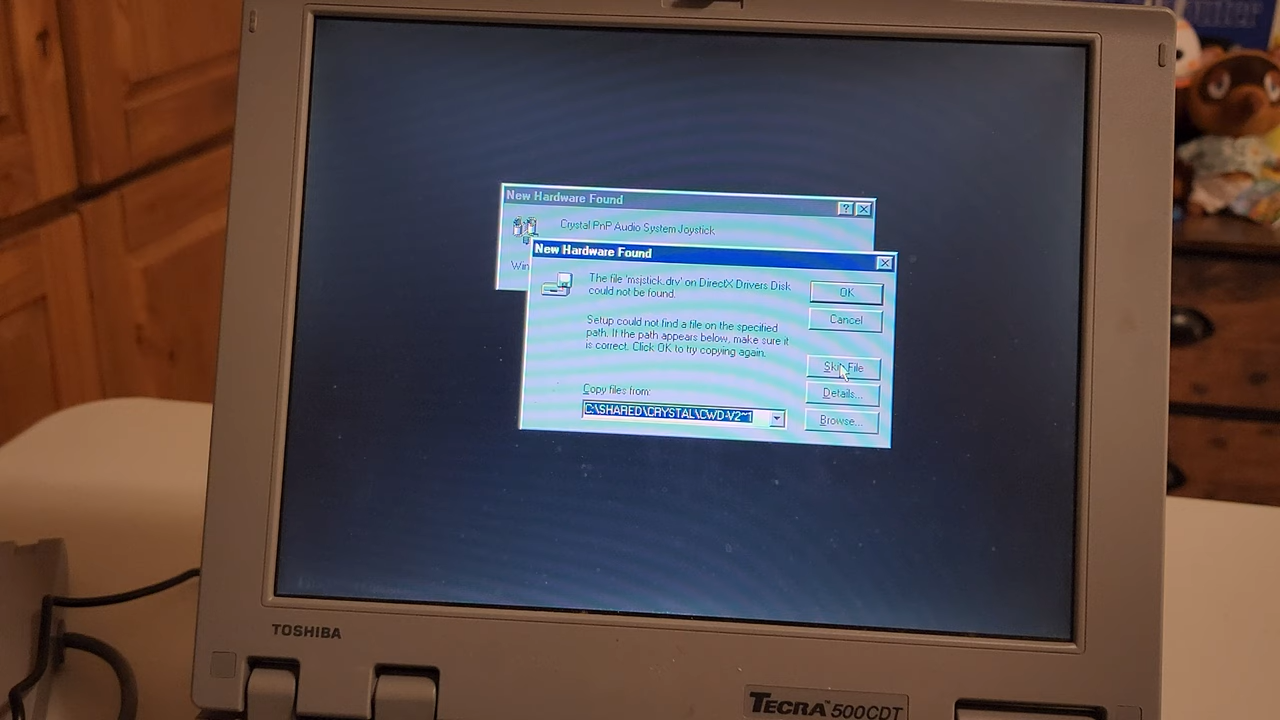 New Hardware Found
Crystal PnP Audio System Joystick
Win
New Hardware Found
The file 'msjstick.drv' on DirectX Drivers Disk
could not be found.
Setup could not find a file on the specified
path. If the path appears below, make sure it
is correct. Click OK to try copying again.
Copy files from:
C:\SHARED\CRYSTAL\CWD-V2~1
OK
Cancel
Skip File
Details...
Browse...
TOSHIBA
TECRA™ 500CDT